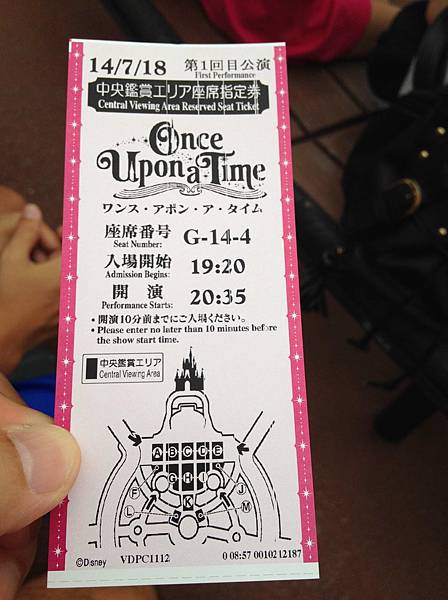 14/7/18 第1回目公演
First Performance
中央鑑賞エリア座席指定券
Central Viewing Area Reserved Seat Ticket
Once
Upon a Time
ワンス・アポン・ア・タイム
座席番号 G-14-4
Seat Number:
入場開始 19:20
Admission Begins:
開演 20:35
Performance Starts:
・開演10分前までにご入場ください。
• Please enter no later than 10 minutes before
the show start time.
中央鑑賞エリア
Central Viewing Area
A B C D E
F G H I J
L K M
©Disney VDPC1112 0 08:57 0010212187